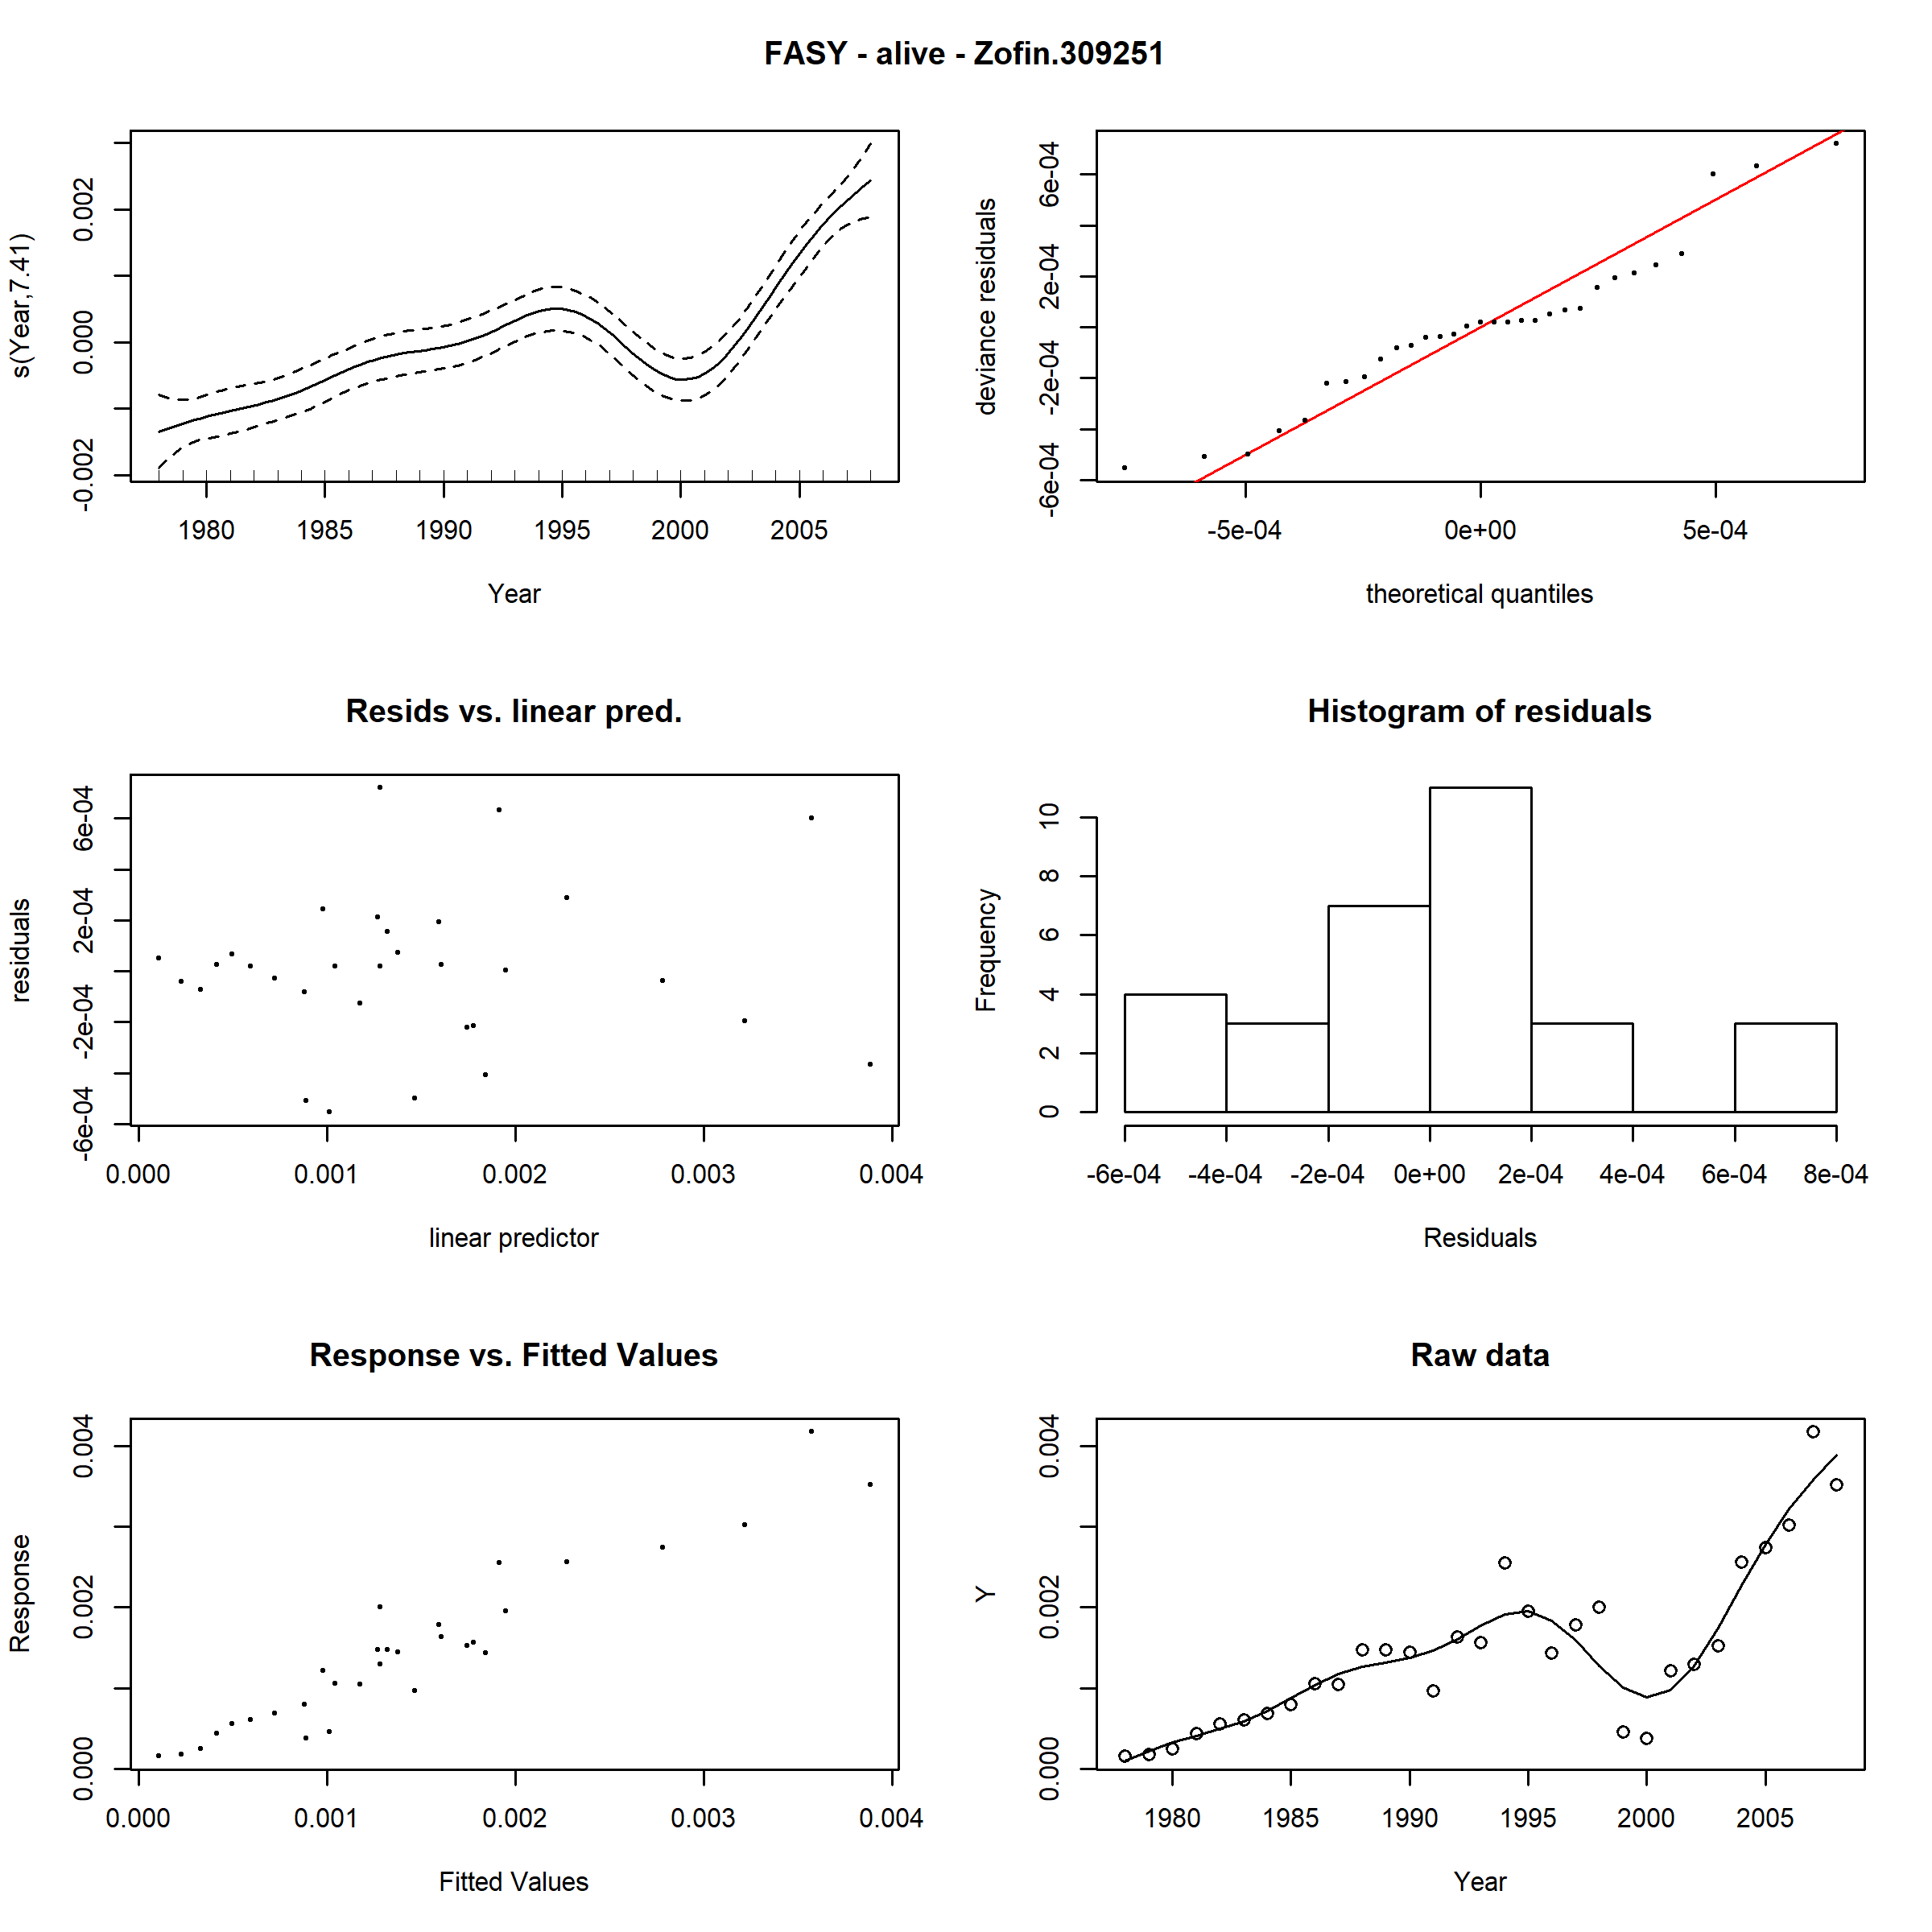 FASY - alive - Zofin.309251
s(Year,7.41)
-0.002 0.000 0.002
1980 1985 1990 1995 2000 2005
Year
deviance residuals
-6e-04 -2e-04 2e-04 6e-04
-5e-04 0e+00 5e-04
theoretical quantiles
Resids vs. linear pred.
residuals
-6e-04 -2e-04 2e-04 6e-04
0.000 0.001 0.002 0.003 0.004
linear predictor
Histogram of residuals
Frequency
0 2 4 6 8 10
-6e-04 -4e-04 -2e-04 0e+00 2e-04 4e-04 6e-04 8e-04
Residuals
Response vs. Fitted Values
Response
0.000 0.002 0.004
0.000 0.001 0.002 0.003 0.004
Fitted Values
Raw data
Y
0.000 0.002 0.004
1980 1985 1990 1995 2000 2005
Year